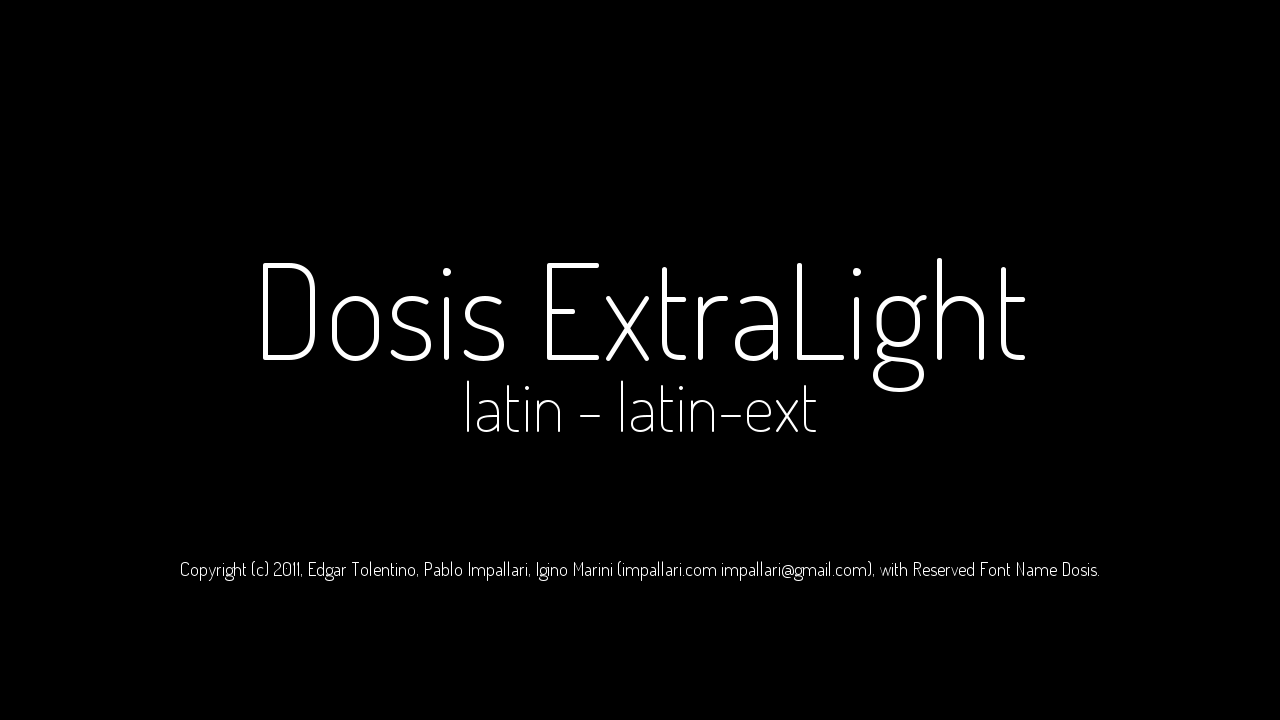 Dosis ExtraLight
latin - latin-ext
Copyright (c) 2011, Edgar Tolentino, Pablo Impallari, Igino Marini (impallari.com impallari@gmail.com), with Reserved Font Name Dosis.